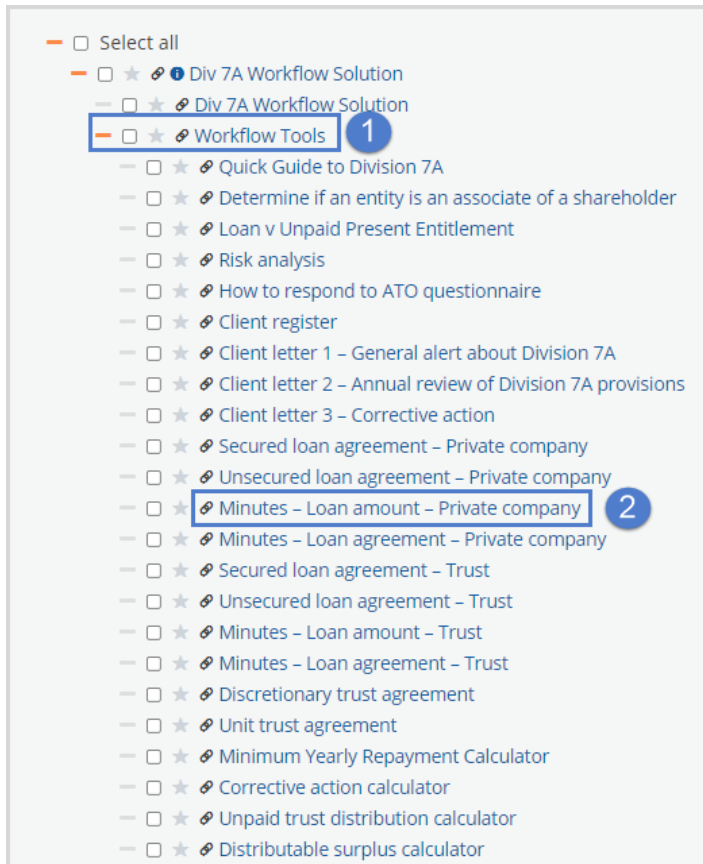 Select all
Div 7A Workflow Solution
Div 7A Workflow Solution
Workflow Tools 1
Quick Guide to Division 7A
Determine if an entity is an associate of a shareholder
Loan v Unpaid Present Entitlement
Risk analysis
How to respond to ATO questionnaire
Client register
Client letter 1 – General alert about Division 7A
Client letter 2 – Annual review of Division 7A provisions
Client letter 3 – Corrective action
Secured loan agreement – Private company
Unsecured loan agreement – Private company
Minutes – Loan amount – Private company 2
Minutes – Loan agreement – Private company
Secured loan agreement – Trust
Unsecured loan agreement – Trust
Minutes – Loan amount – Trust
Minutes – Loan agreement – Trust
Discretionary trust agreement
Unit trust agreement
Minimum Yearly Repayment Calculator
Corrective action calculator
Unpaid trust distribution calculator
Distributable surplus calculator